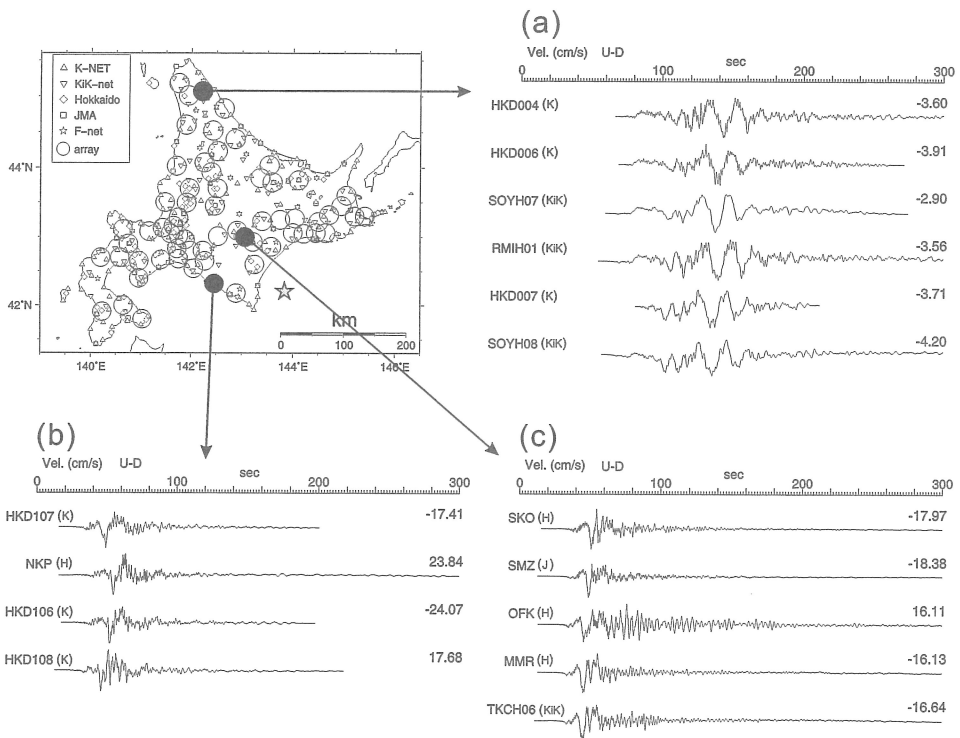 (a)
Vel. (cm/s) U-D
sec
0 100 200 300
HKD004 (K) -3.60
HKD006 (K) -3.91
SOYH07 (KiK) -2.90
RMIH01 (KiK) -3.56
HKD007 (K) -3.71
SOYH08 (KiK) -4.20
K-NET
KiK-net
Hokkaido
JMA
F-net
array
44°N
42°N
km
0 100 200
140°E 142°E 144°E 146°E
(b)
Vel. (cm/s) U-D
sec
0 100 200 300
HKD107 (K) -17.41
NKP (H) 23.84
HKD106 (K) -24.07
HKD108 (K) 17.68
(c)
Vel. (cm/s) U-D
sec
0 100 200 300
SKO (H) -17.97
SMZ (J) -18.38
OFK (H) 16.11
MMR (H) -16.13
TKCH06 (KiK) -16.64